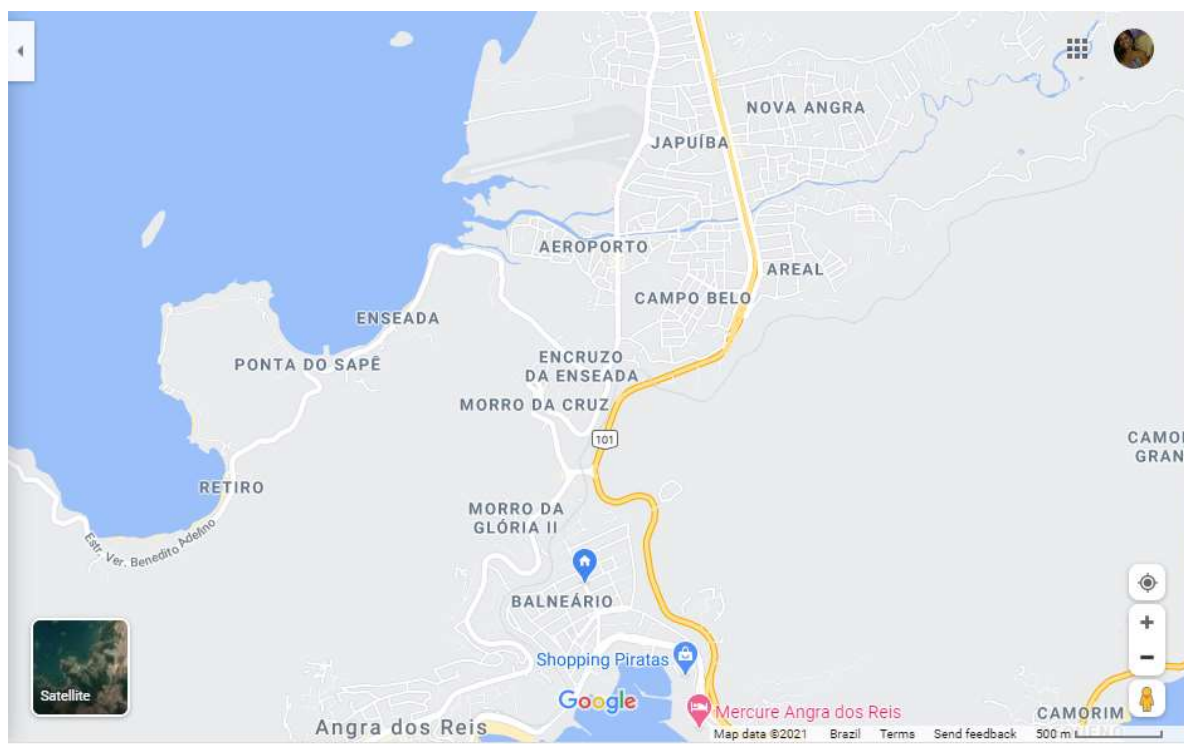 NOVA ANGRA
JAPUÍBA
AEROPORTO
AREAL
CAMPO BELO
ENSEADA
PONTA DO SAPÊ
ENCRUZO
DA ENSEADA
MORRO DA CRUZ
101
CAMO
GRAN
RETIRO
MORRO DA
GLÓRIA II
Estr. Ver. Benedito Adelino
BALNEÁRIO
Shopping Piratas
Satellite
Google
Mercure Angra dos Reis
Angra dos Reis
CAMORIM
Map data ©2021 Brazil Terms Send feedback 500 m